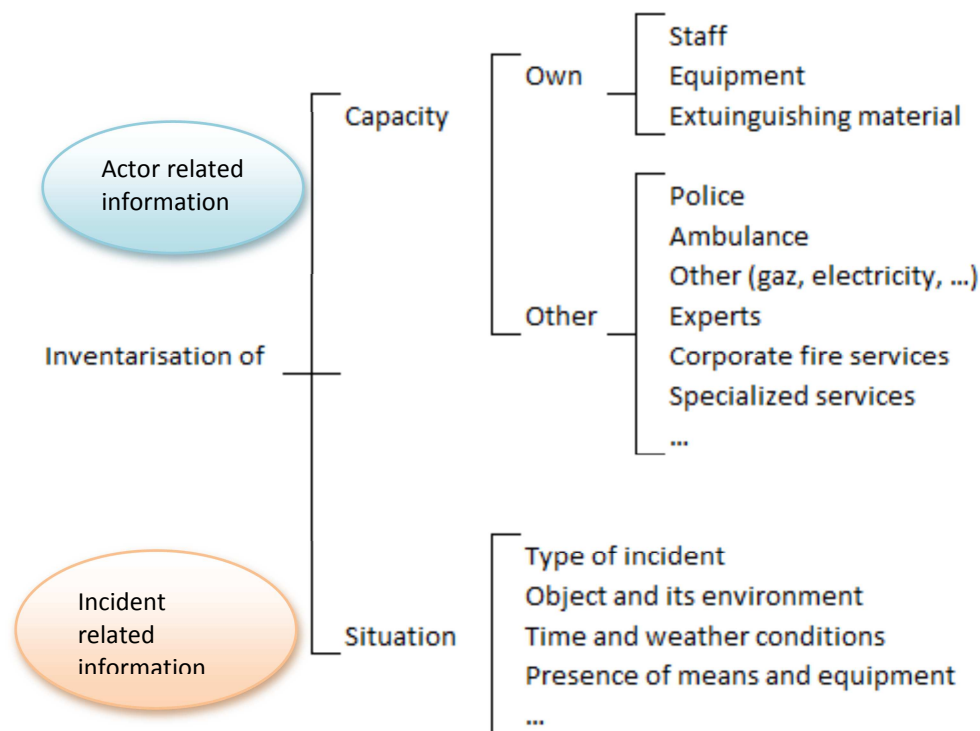 Staff
Own
Equipment
Capacity
Extuinguishing material
Actor related
information
Police
Ambulance
Other (gaz, electricity, ...)
Other
Experts
Inventarisation of
Corporate fire services
Specialized services
...
Type of incident
Incident
related
information
Object and its environment
Situation
Time and weather conditions
Presence of means and equipment
...